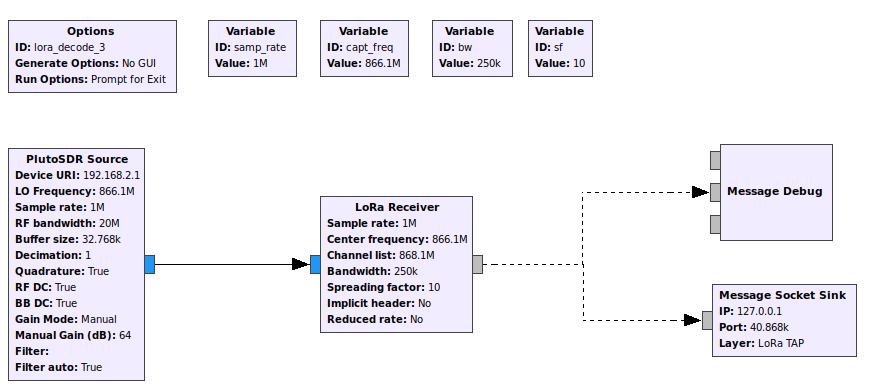 Options
ID: lora_decode_3
Generate Options: No GUI
Run Options: Prompt for Exit
Variable
ID: samp_rate
Value: 1M
Variable
ID: capt_freq
Value: 866.1M
Variable
ID: bw
Value: 250k
Variable
ID: sf
Value: 10
PlutoSDR Source
Device URI: 192.168.2.1
LO Frequency: 866.1M
Sample rate: 1M
RF bandwidth: 20M
Buffer size: 32.768k
Decimation: 1
Quadrature: True
RF DC: True
BB DC: True
Gain Mode: Manual
Manual Gain (dB): 64
Filter:
Filter auto: True
LoRa Receiver
Sample rate: 1M
Center frequency: 866.1M
Channel list: 868.1M
Bandwidth: 250k
Spreading factor: 10
Implicit header: No
Reduced rate: No
Message Debug
Message Socket Sink
IP: 127.0.0.1
Port: 40.868k
Layer: LoRa TAP